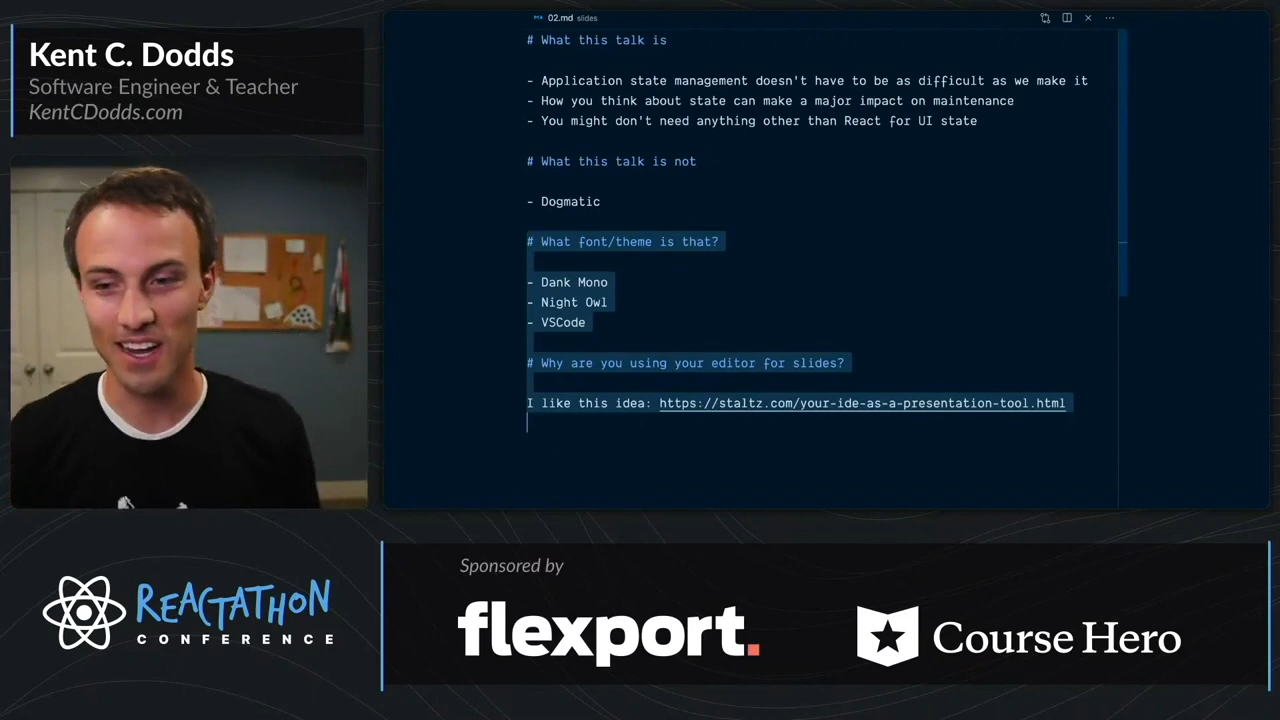 Kent C. Dodds
Software Engineer & Teacher
KentCDodds.com
02.md slides
# What this talk is
- Application state management doesn't have to be as difficult as we make it
- How you think about state can make a major impact on maintenance
- You might don't need anything other than React for UI state
# What this talk is not
- Dogmatic
# What font/theme is that?
- Dank Mono
- Night Owl
- VSCode
# Why are you using your editor for slides?
I like this idea: https://staltz.com/your-ide-as-a-presentation-tool.html
REACTATHON
CONFERENCE
Sponsored by
flexport.
Course Hero